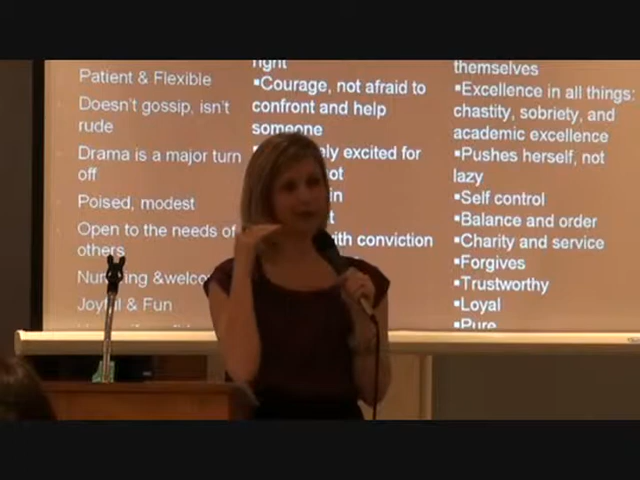 Patient & Flexible
Doesn't gossip, isn't
rude
Drama is a major turn
off
Poised, modest
Open to the needs of
others
Joyful & Fun
right
▪Courage, not afraid to
confront and help
someone
excited for
with conviction
themselves
▪Excellence in all things:
chastity, sobriety, and
academic excellence
▪Pushes herself, not
lazy
▪Self control
▪Balance and order
▪Charity and service
▪Forgives
▪Trustworthy
▪Loyal
▪Pure